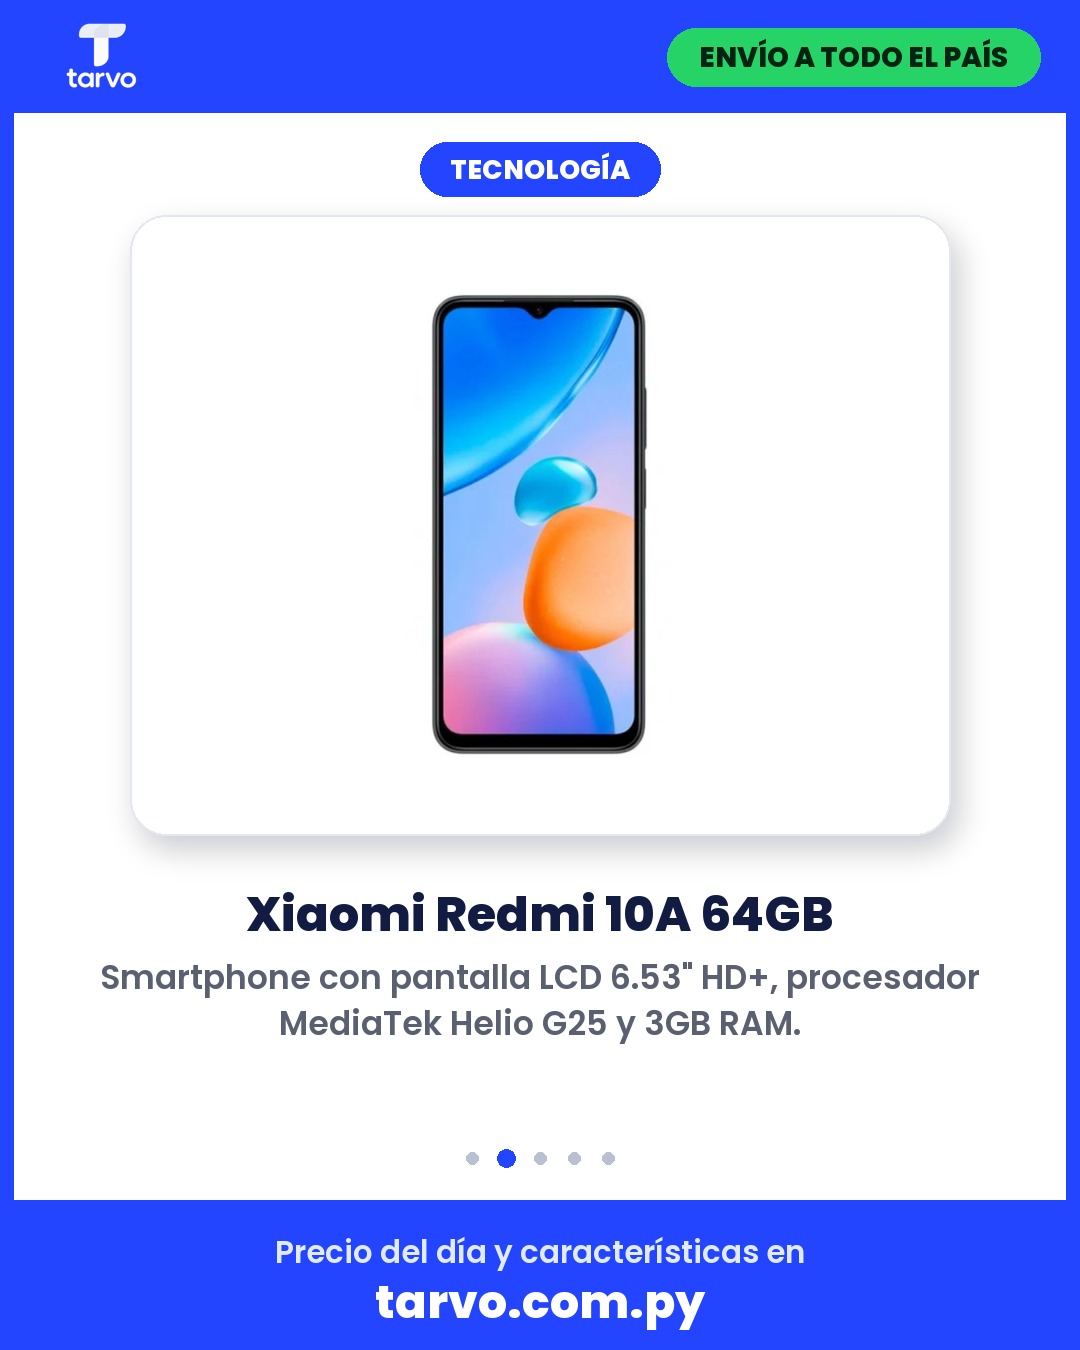 tarvo
ENVÍO A TODO EL PAÍS
TECNOLOGÍA
Xiaomi Redmi 10A 64GB
Smartphone con pantalla LCD 6.53" HD+, procesador
MediaTek Helio G25 y 3GB RAM.
Precio del día y características en
tarvo.com.py